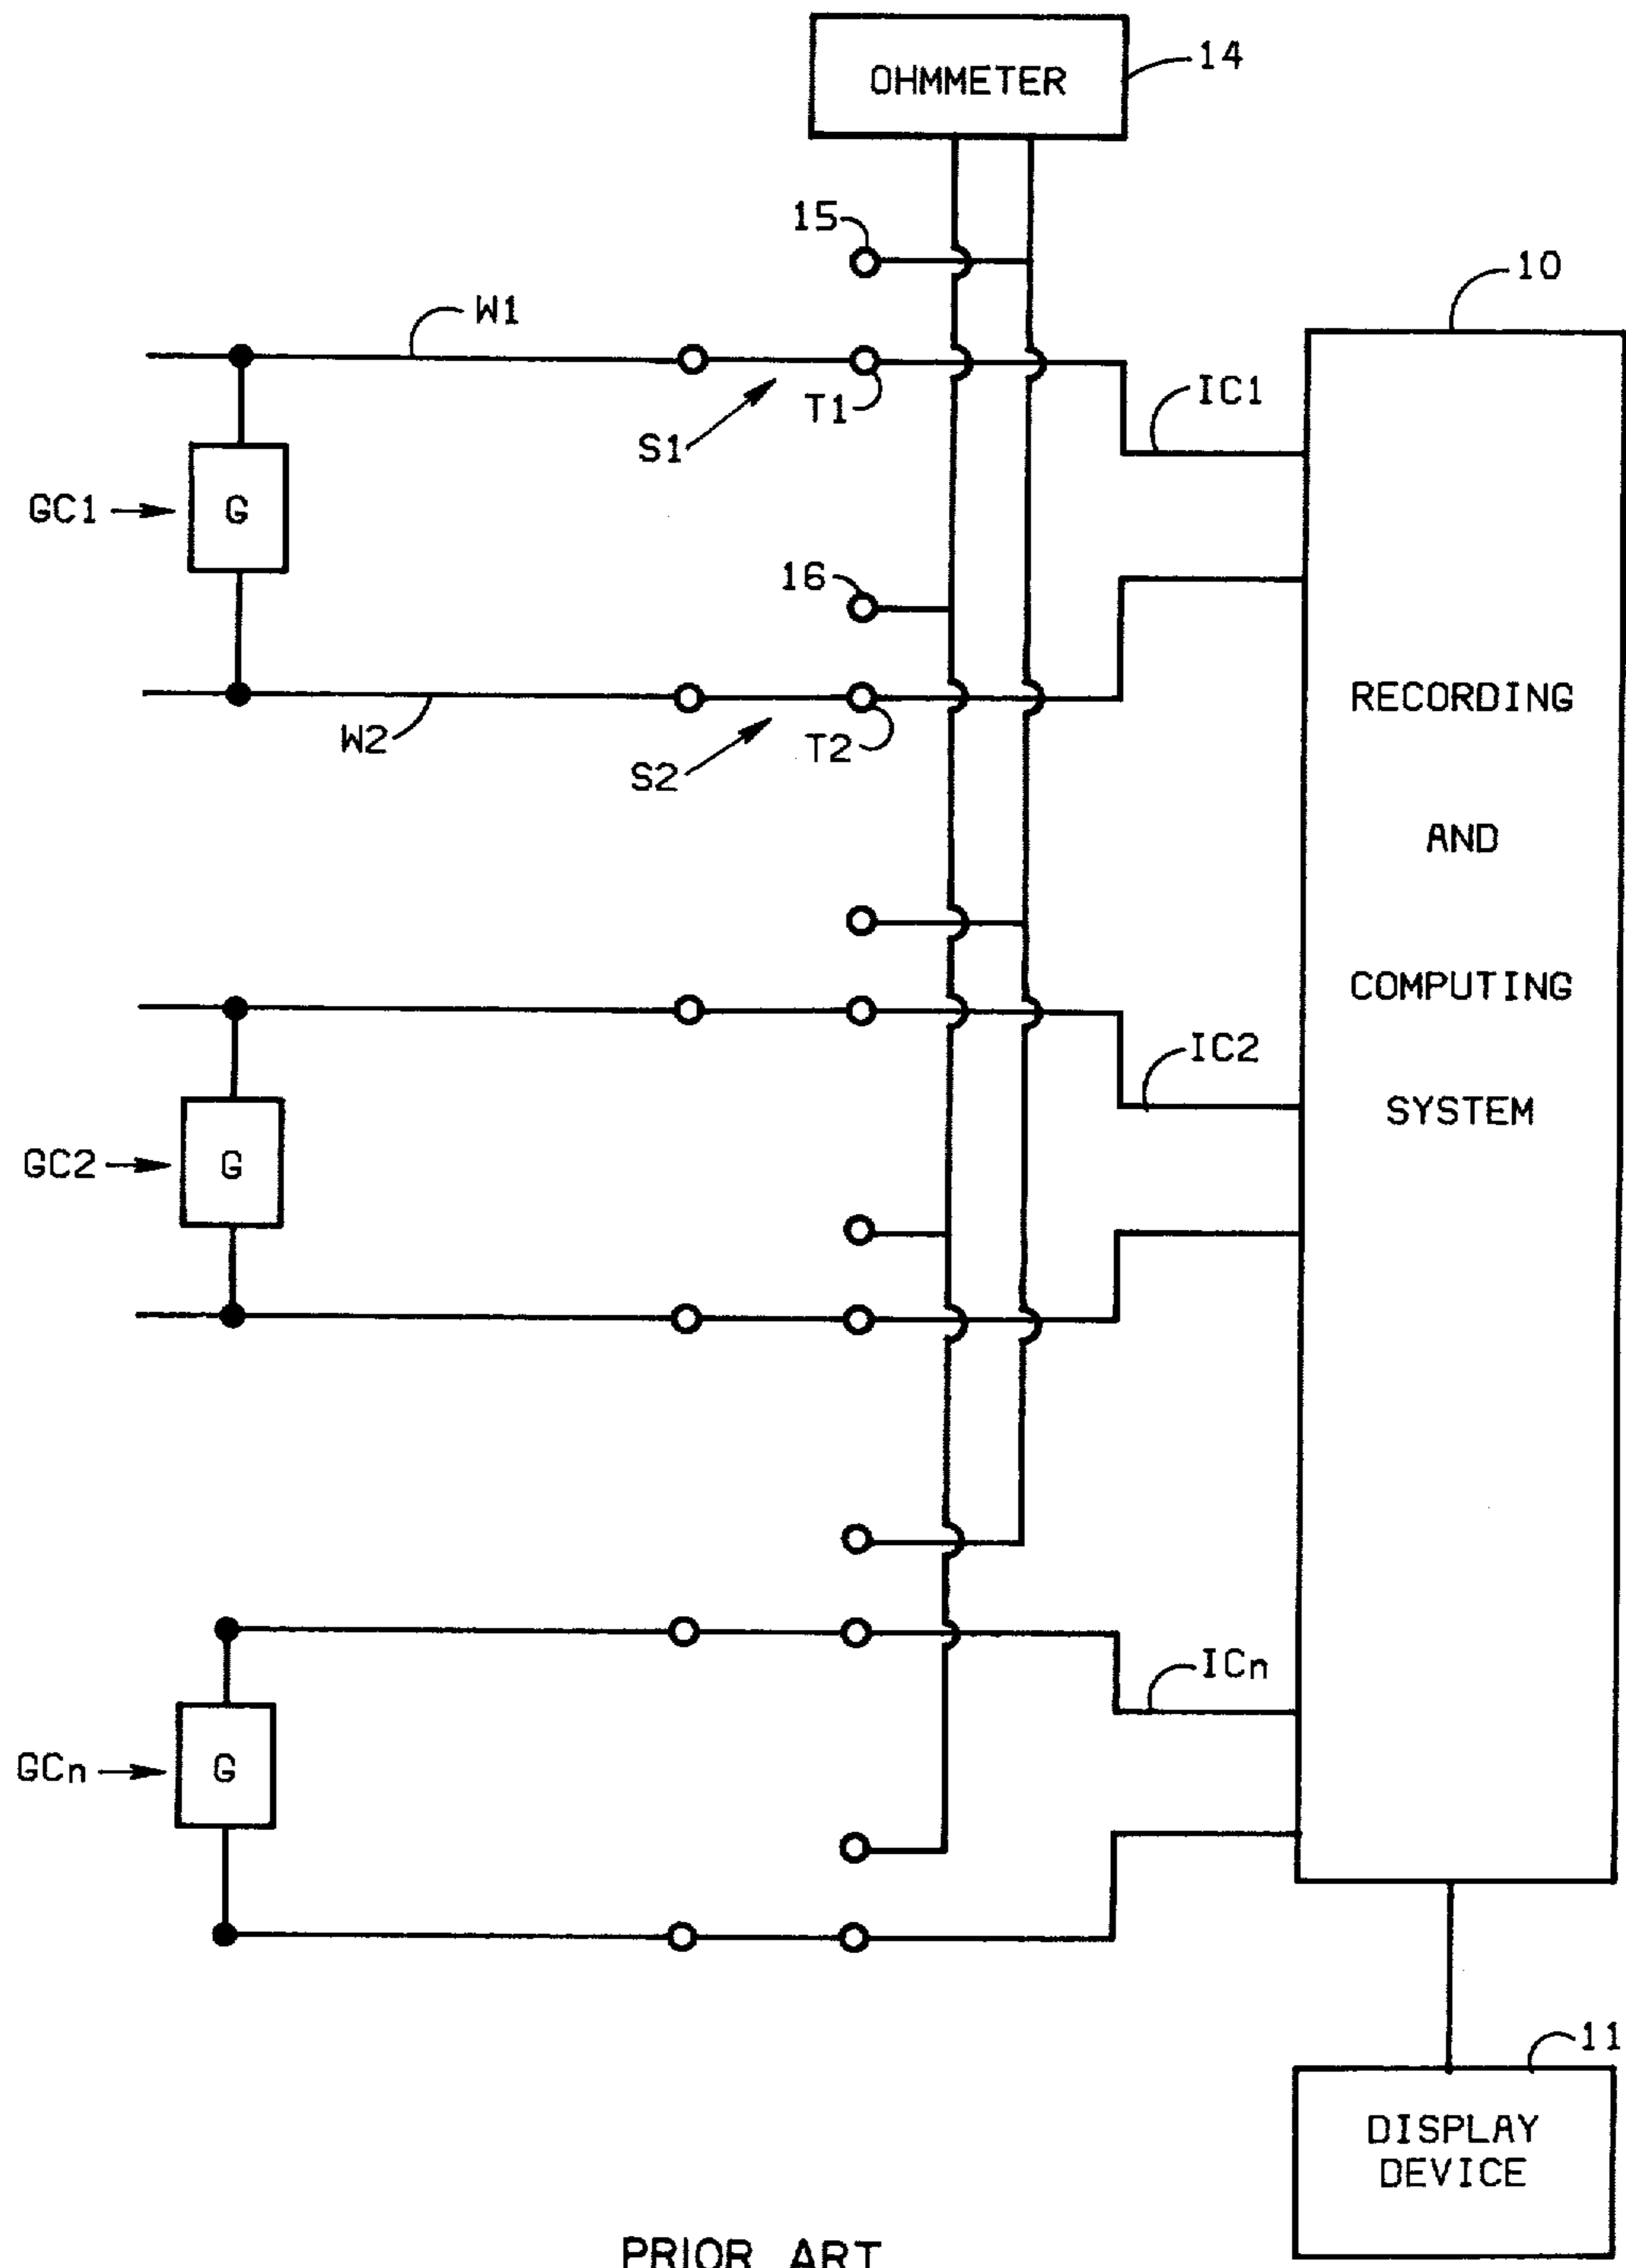 OHMMETER
14
15
10
W1
T1
IC1
S1
GC1
G
16
RECORDING
W2
T2
S2
AND
COMPUTING
IC2
SYSTEM
GC2
G
ICn
GCn
G
11
DISPLAY
DEVICE
PRIOR ART